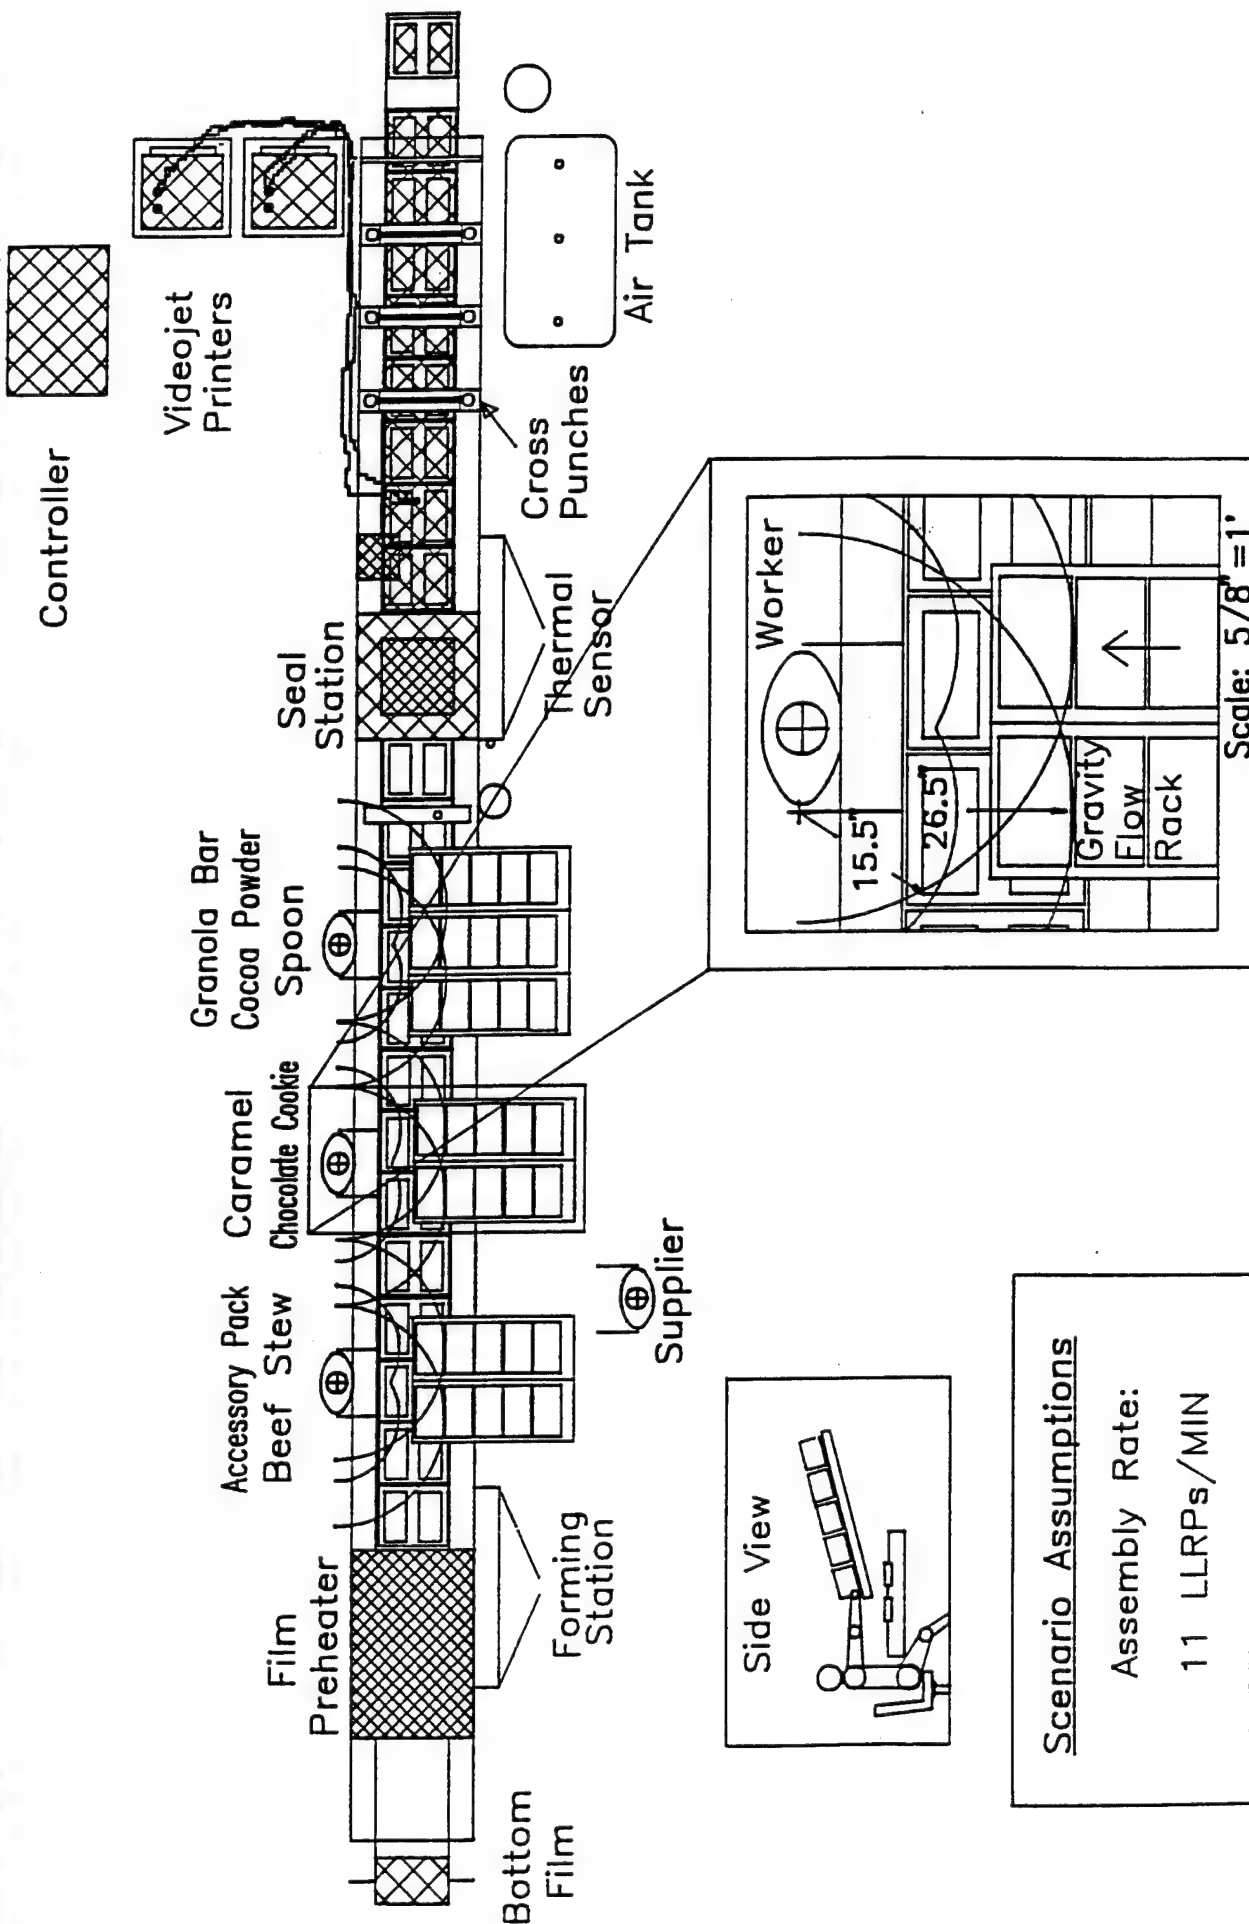 Controller
Videojet
Printers
Air Tank
Cross
Punches
Seal
Station
Thermal
Sensor
Granola Bar
Cocoa Powder
Spoon
Caramel
Chocolate Cookie
Accessory Pack
Beef Stew
Supplier
Film
Preheater
Forming
Station
Bottom
Film
Worker
15.5"
26.5"
Gravity
Flow
Rack
Scale: 5/8"=1'
Side View
Scenario Assumptions
Assembly Rate:
11 LLRPs/MIN